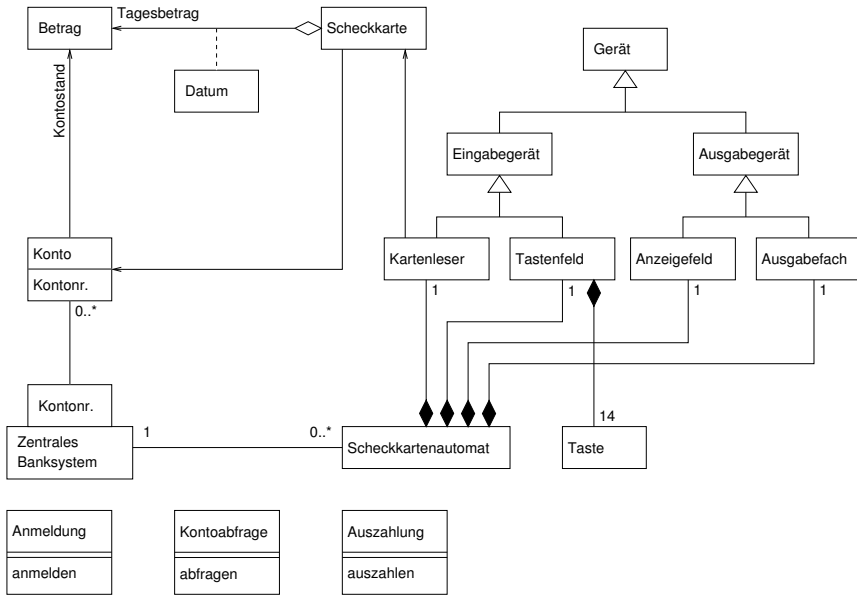 Betrag
Tagesbetrag
Scheckkarte
Gerät
Datum
Kontostand
Eingabegerät
Ausgabegerät
Konto
Kontonr.
Kartenleser
Tastenfeld
Anzeigefeld
Ausgabefach
1
1
1
1
0..*
Kontonr.
14
Zentrales
Banksystem
1
0..*
Scheckkartenautomat
Taste
Anmeldung
anmelden
Kontoabfrage
abfragen
Auszahlung
auszahlen